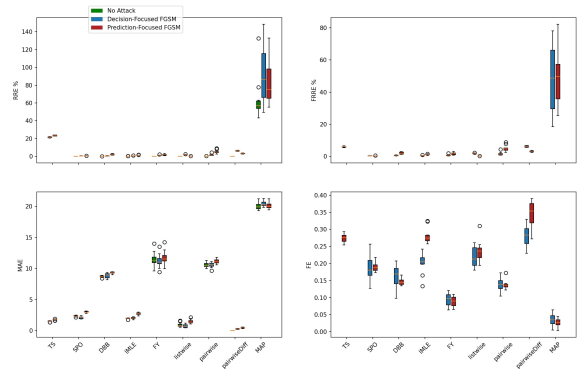 No Attack
Decision-Focused FGSM
Prediction-Focused FGSM
RRE %
140
120
100
80
60
40
20
0
FRRE %
80
60
40
20
0
MAE
20
15
10
5
0
TS
SPO
DBB
IMLE
FY
listwise
pairwise
pairwiseDiff
MAP
FE
0.40
0.35
0.30
0.25
0.20
0.15
0.10
0.05
0.00
TS
SPO
DBB
IMLE
FY
listwise
pairwise
pairwiseDiff
MAP